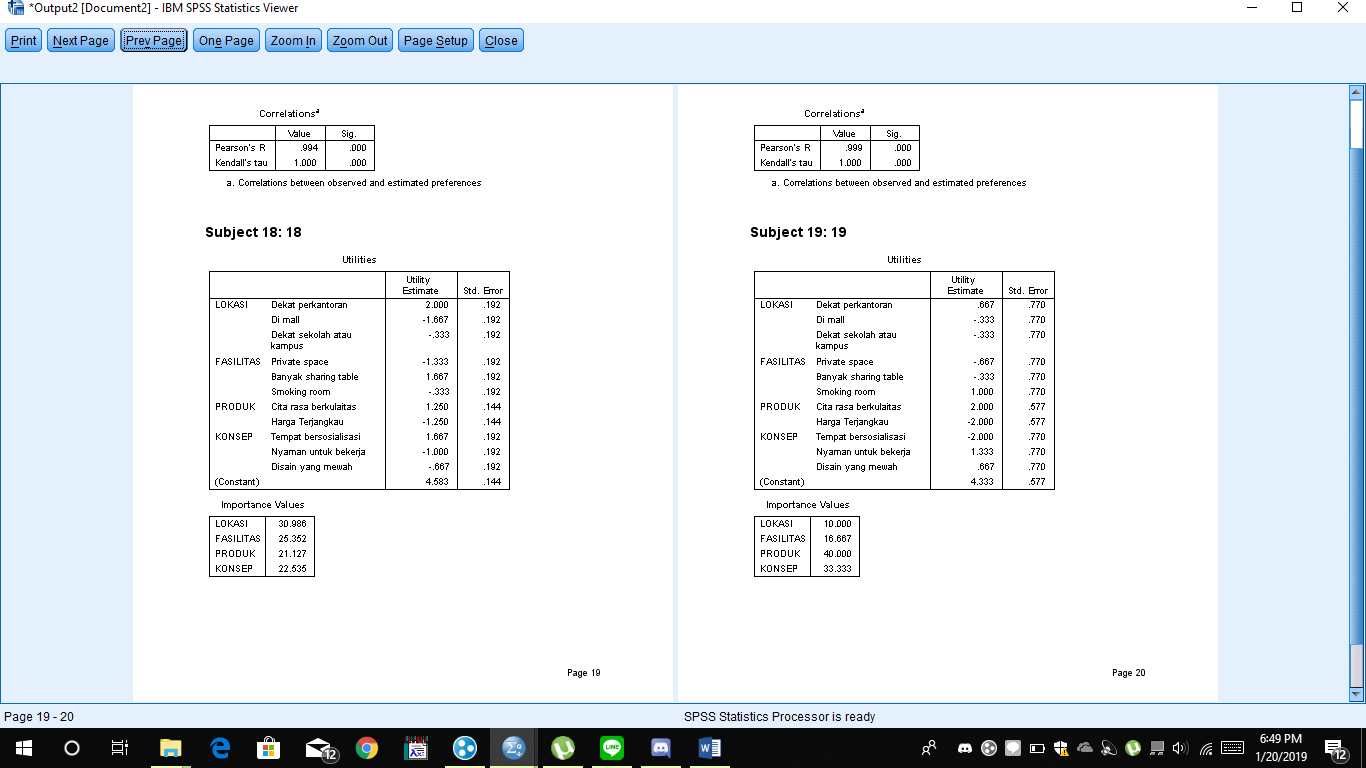 *Output2 [Document2] - IBM SPSS Statistics Viewer
Print Next Page Prev Page One Page Zoom In Zoom Out Page Setup Close
Correlationsa
Value Sig.
Pearson's R .994 .000
Kendall's tau 1.000 .000
a. Correlations between observed and estimated preferences
Subject 18: 18
Utilities
Utility
Estimate Std. Error
LOKASI Dekat perkantoran 2.000 .192
Di mall -1.667 .192
Dekat sekolah atau -.333 .192
kampus
FASILITAS Private space -1.333 .192
Banyak sharing table 1.667 .192
Smoking room -.333 .192
PRODUK Cita rasa berkulaitas 1.250 .144
Harga Terjangkau -1.250 .144
KONSEP Tempat bersosialisasi 1.667 .192
Nyaman untuk bekerja -1.000 .192
Disain yang mewah -.667 .192
(Constant) 4.583 .144
Importance Values
LOKASI 30.986
FASILITAS 25.352
PRODUK 21.127
KONSEP 22.535
Page 19
Correlationsa
Value Sig.
Pearson's R .999 .000
Kendall's tau 1.000 .000
a. Correlations between observed and estimated preferences
Subject 19: 19
Utilities
Utility
Estimate Std. Error
LOKASI Dekat perkantoran .667 .770
Di mall -.333 .770
Dekat sekolah atau -.333 .770
kampus
FASILITAS Private space -.667 .770
Banyak sharing table -.333 .770
Smoking room 1.000 .770
PRODUK Cita rasa berkulaitas 2.000 .577
Harga Terjangkau -2.000 .577
KONSEP Tempat bersosialisasi -2.000 .770
Nyaman untuk bekerja 1.333 .770
Disain yang mewah .667 .770
(Constant) 4.333 .577
Importance Values
LOKASI 10.000
FASILITAS 16.667
PRODUK 40.000
KONSEP 33.333
Page 20
Page 19 - 20 SPSS Statistics Processor is ready
12
LINE
6:49 PM
1/20/2019
12